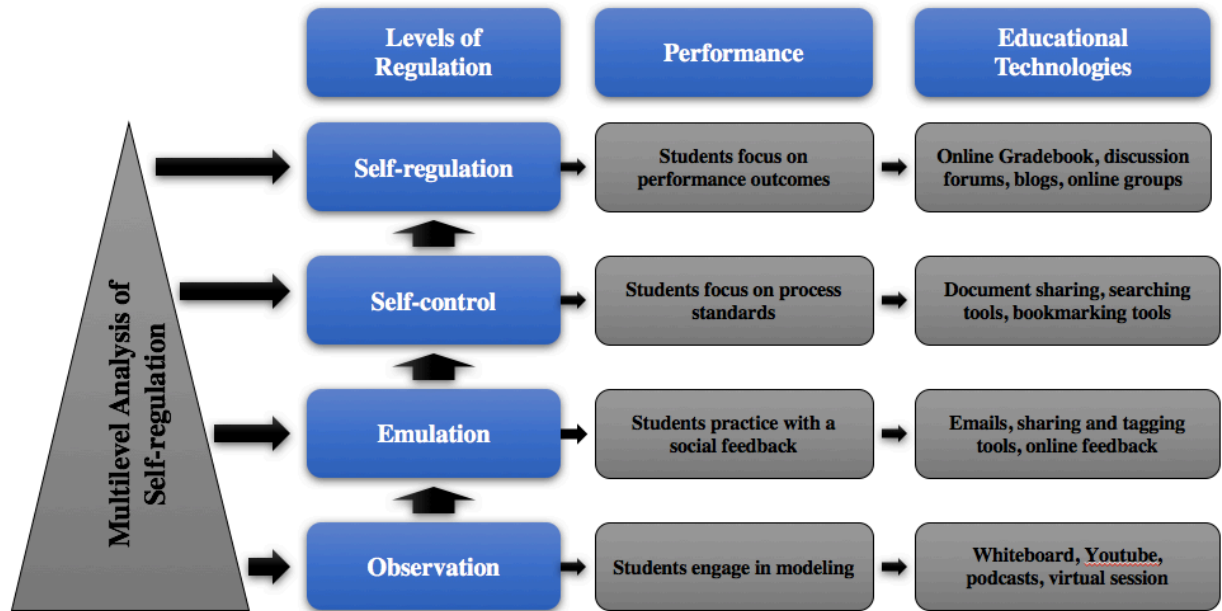 Levels of
Regulation
Performance
Educational
Technologies
Multilevel Analysis of
Self-regulation
Self-regulation
Students focus on
performance outcomes
Online Gradebook, discussion
forums, blogs, online groups
Self-control
Students focus on process
standards
Document sharing, searching
tools, bookmarking tools
Emulation
Students practice with a
social feedback
Emails, sharing and tagging
tools, online feedback
Observation
Students engage in modeling
Whiteboard, Youtube,
podcasts, virtual session